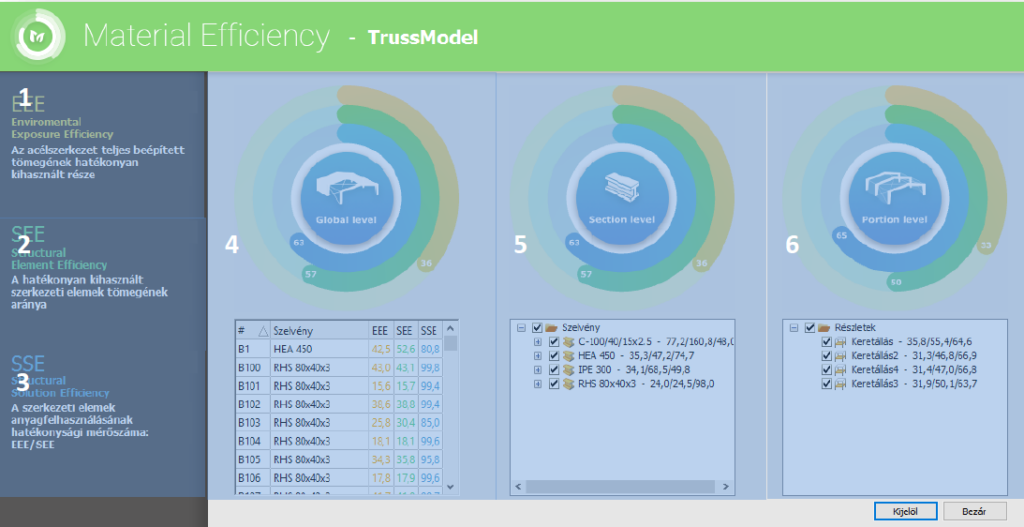 Material Efficiency - TrussModel
1
EEE
Enviromental
Exposure Efficiency
Az acélszerkezet teljes beépített
tömegének hatékonyan
kihasznált része
2
SEE
Structural
Element Efficiency
A hatékonyan kihasznált
szerkezeti elemek tömegének
aránya
3
SSE
Structural
Solution Efficiency
A szerkezeti elemek
anyagfelhasználásának
hatékonysági mérőszáma:
EEE/SEE
4
Global level
63
57
36
# Szelvény EEE SEE SSE
B1 HEA 450 42,5 52,6 80,8
B100 RHS 80x40x3 43,0 43,1 99,8
B101 RHS 80x40x3 15,6 15,7 99,4
B102 RHS 80x40x3 38,6 38,8 99,4
B103 RHS 80x40x3 25,8 30,4 85,0
B104 RHS 80x40x3 18,1 18,1 99,6
B105 RHS 80x40x3 34,3 35,8 95,8
B106 RHS 80x40x3 17,8 17,9 99,6
5
Section level
63
57
36
Szelvény
C-100/40/15x2.5 - 77,2/160,8/48,0
HEA 450 - 35,3/47,2/74,7
IPE 300 - 34,1/68,5/49,8
RHS 80x40x3 - 24,0/24,5/98,0
6
Portion level
65
50
33
Részletek
Keretállás - 35,8/55,4/64,6
Keretállás2 - 31,3/46,8/66,9
Keretállás4 - 31,4/47,0/66,8
Keretállás3 - 31,9/50,1/63,7
Kijelöl
Bezár